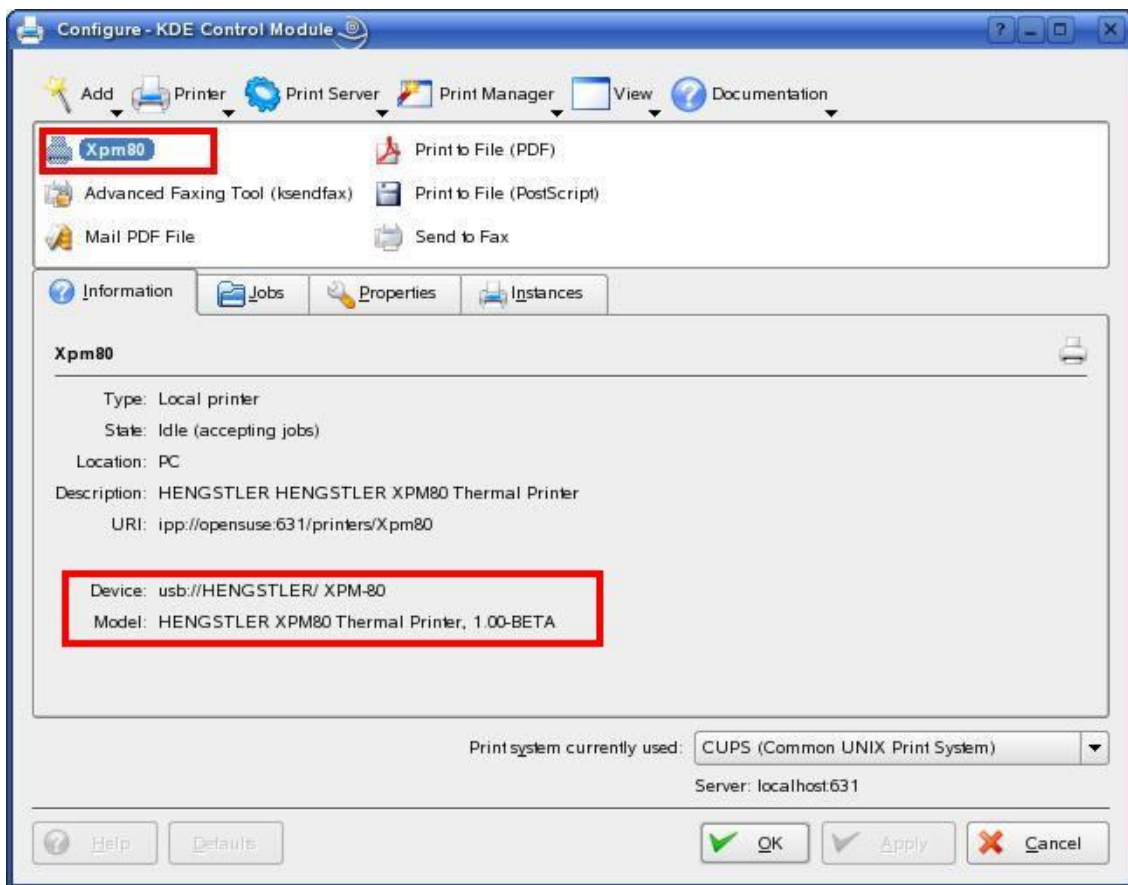 Configure - KDE Control Module
Add Printer Print Server Print Manager View Documentation
Xpm80 Print to File (PDF)
Advanced Faxing Tool (ksendfax) Print to File (PostScript)
Mail PDF File Send to Fax
Information Jobs Properties Instances
Xpm80
Type: Local printer
State: Idle (accepting jobs)
Location: PC
Description: HENGSTLER HENGSTLER XPM80 Thermal Printer
URI: ipp://opensuse:631/printers/Xpm80
Device: usb://HENGSTLER/ XPM-80
Model: HENGSTLER XPM80 Thermal Printer, 1.00-BETA
Print system currently used: CUPS (Common UNIX Print System)
Server: localhost:631
Help Defaults OK Apply Cancel